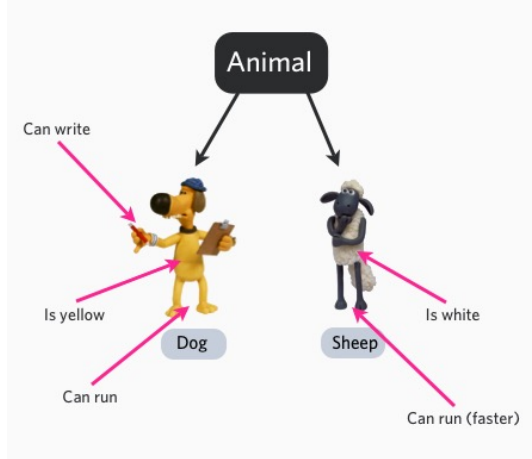 Animal
Can write
Is yellow
Is white
Dog
Sheep
Can run
Can run (faster)